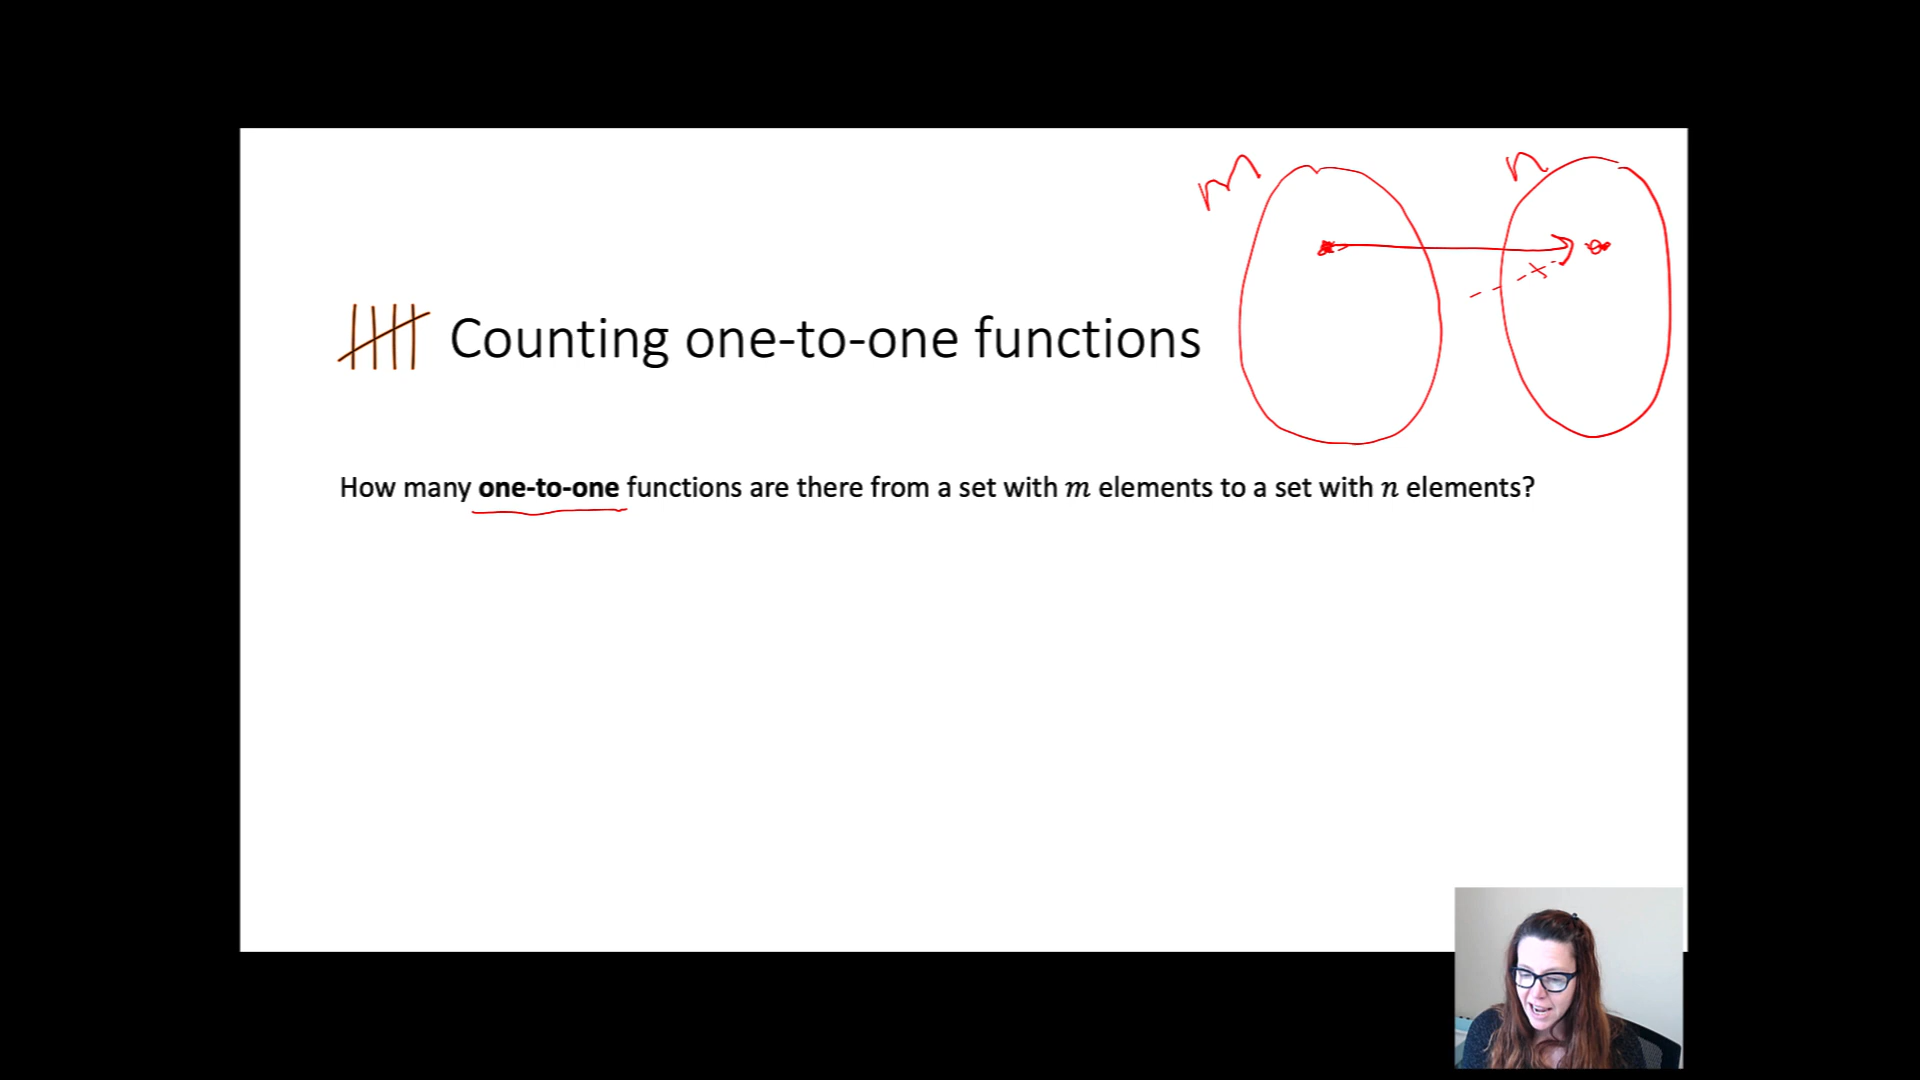 m
n
Counting one-to-one functions
How many one-to-one functions are there from a set with m elements to a set with n elements?